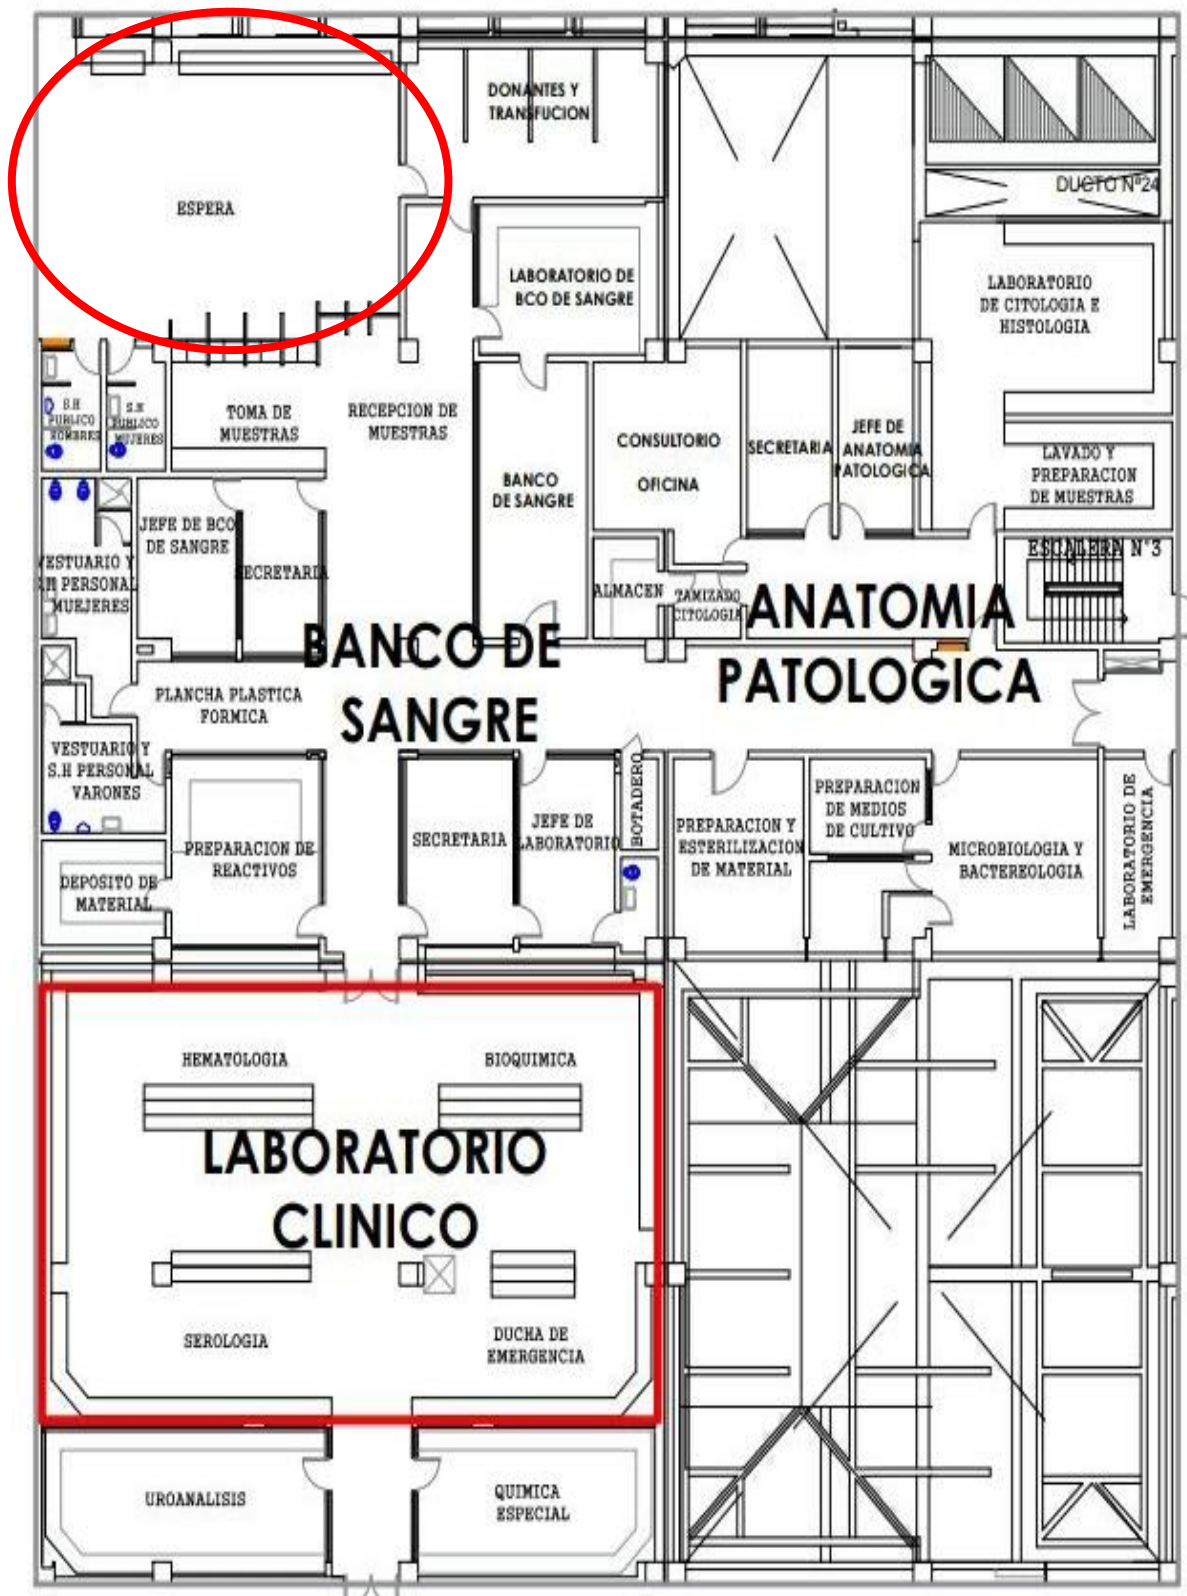 DONANTES Y
TRANSFUCION
ESPERA
DUCTO Nº24
LABORATORIO DE
BCO DE SANGRE
LABORATORIO
DE CITOLOGIA E
HISTOLOGIA
S.H
PUBLICO
HOMBRES
S.H
PUBLICO
MUJERES
TOMA DE
MUESTRAS
RECEPCION DE
MUESTRAS
CONSULTORIO
OFICINA
SECRETARIA
JEFE DE
ANATOMIA
PATOLOGICA
LAVADO Y
PREPARACION
DE MUESTRAS
BANCO
DE SANGRE
JEFE DE BCO
DE SANGRE
SECRETARIA
VESTUARIO Y
PERSONAL
MUEJERES
ALMACEN
TAMIZADO
CITOLOGIA
ESCALERA N°3
ANATOMIA
PATOLOGICA
BANCO DE
SANGRE
PLANCHA PLASTICA
FORMICA
VESTUARIO Y
S.H PERSONAL
VARONES
PREPARACION DE
REACTIVOS
SECRETARIA
JEFE DE
LABORATORIO
BOTADERO
PREPARACION Y
ESTERILIZACION
DE MATERIAL
PREPARACION
DE MEDIOS
DE CULTIVO
MICROBIOLOGIA Y
BACTEREOLOGIA
LABORATORIO DE
EMERGENCIA
DEPOSITO DE
MATERIAL
HEMATOLOGIA
BIOQUIMICA
LABORATORIO
CLINICO
SEROLOGIA
DUCHA DE
EMERGENCIA
UROANALISIS
QUIMICA
ESPECIAL